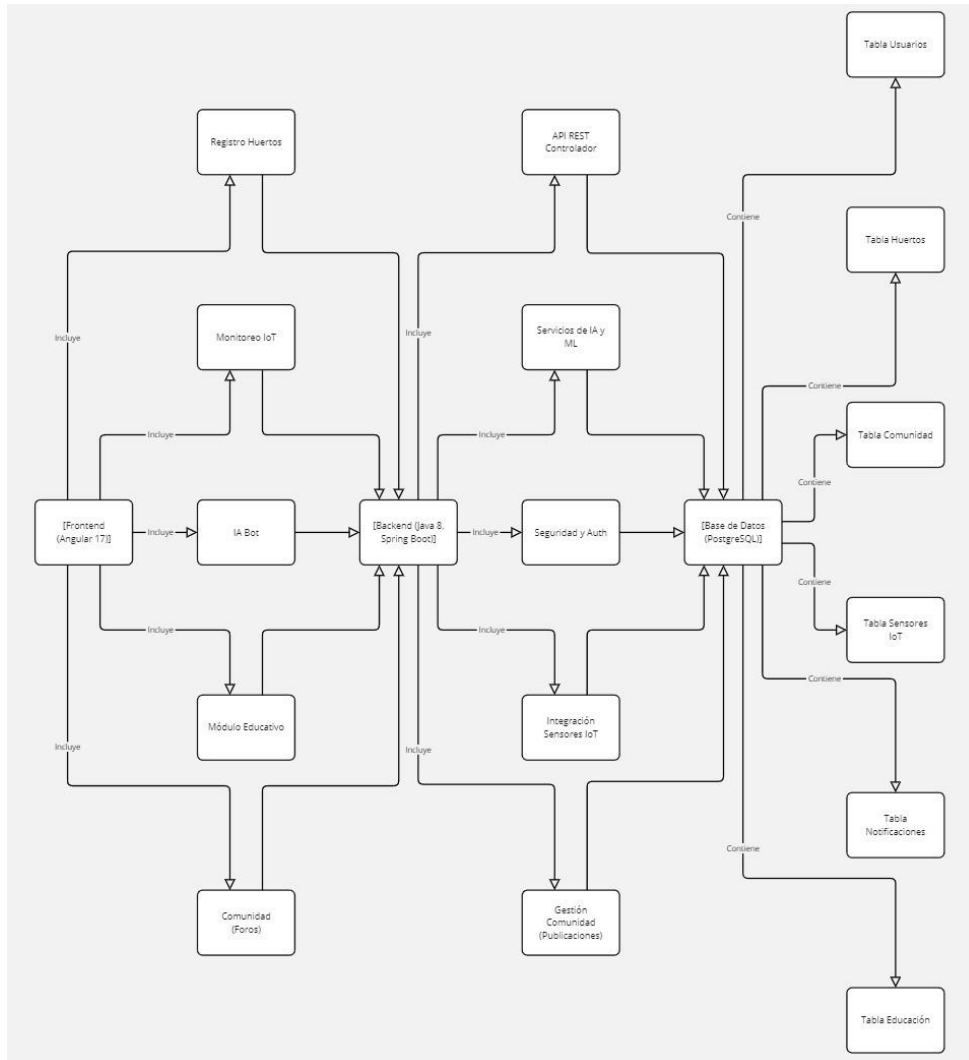 Tabla Usuarios
Registro Huertos
API REST
Controlador
Contiene
Tabla Huertos
Incluye
Incluye
Monitoreo IoT
Servicios de IA y
ML
Contiene
Tabla Comunidad
Incluye
Incluye
Contiene
[Frontend
(Angular 17)]
Incluye
IA Bot
[Backend (Java 8,
Spring Boot)]
Incluye
Seguridad y Auth
[Base de Datos
(PostgreSQL)]
Contiene
Tabla Sensores
IoT
Incluye
Incluye
Contiene
Módulo Educativo
Integración
Sensores IoT
Incluye
Incluye
Tabla
Notificaciones
Contiene
Comunidad
(Foros)
Gestión
Comunidad
(Publicaciones)
Tabla Educación